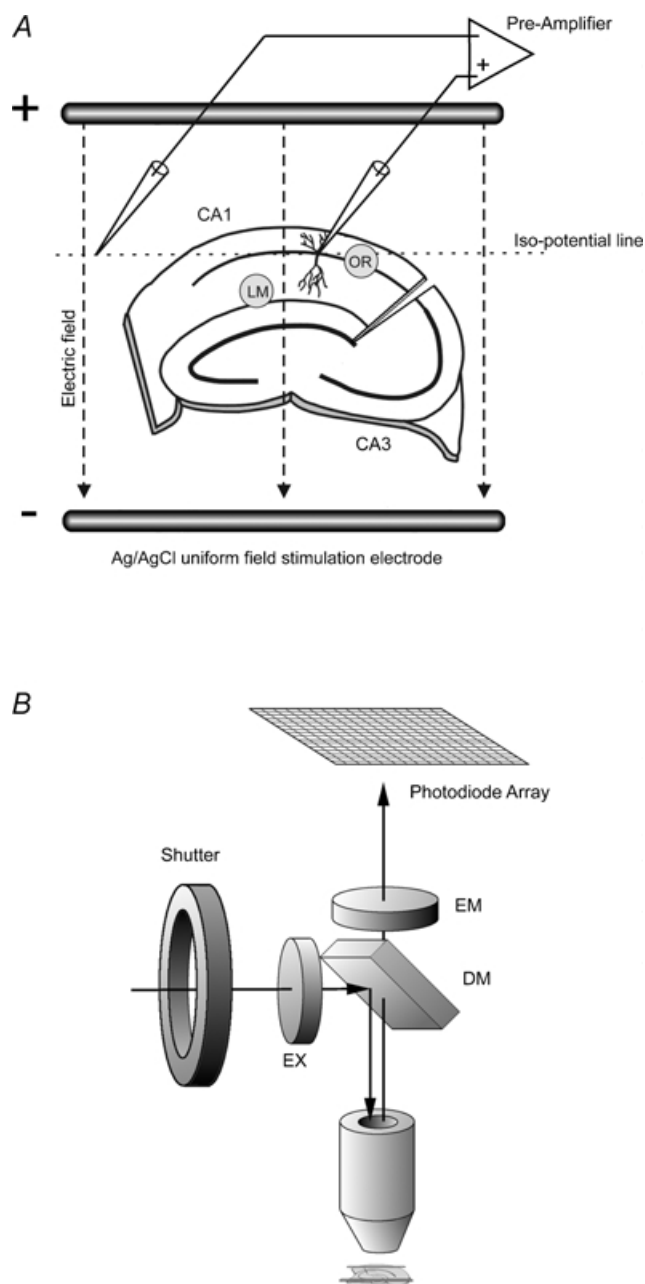 A
Pre-Amplifier
+
+
CA1
Iso-potential line
OR
LM
Electric field
CA3
-
Ag/AgCl uniform field stimulation electrode
B
Photodiode Array
Shutter
EM
DM
EX